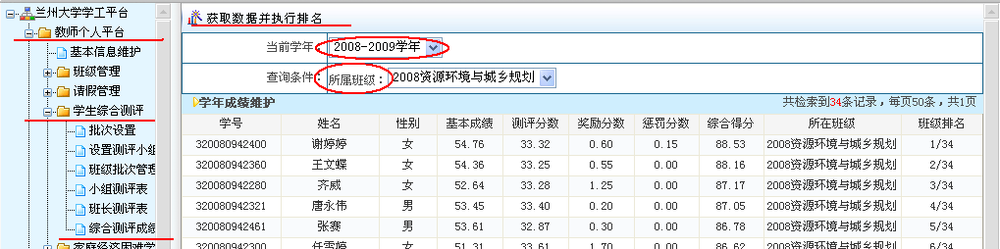 兰州大学学工平台
教师个人平台
基本信息维护
班级管理
请假管理
学生综合测评
批次设置
设置测评小组
班级批次管理
小组测评表
班长测评表
综合测评成绩
家庭经济困难学
获取数据并执行排名
当前学年: 2008-2009学年
查询条件: 所属班级: 2008资源环境与城乡规划
学年成绩维护 共检索到34条记录，每页50条，共1页
学号 姓名 性别 基本成绩 测评分数 奖励分数 惩罚分数 综合得分 所在班级 班级排名
320080942400 谢婷婷 女 54.76 33.32 0.60 0.15 88.53 2008资源环境与城乡规划 1/34
320080942360 王文蝶 女 54.36 33.25 0.55 0.00 88.16 2008资源环境与城乡规划 2/34
320080942280 齐威 女 52.64 33.28 1.25 0.00 87.17 2008资源环境与城乡规划 3/34
320080942321 唐永伟 男 53.45 33.40 0.20 0.00 87.05 2008资源环境与城乡规划 4/34
320080942461 张赛 男 53.61 32.87 0.30 0.00 86.78 2008资源环境与城乡规划 5/34
320080942300 任雪婷 女 51.31 33.61 1.70 0.00 86.62 2008资源环境与城乡规划 6/34